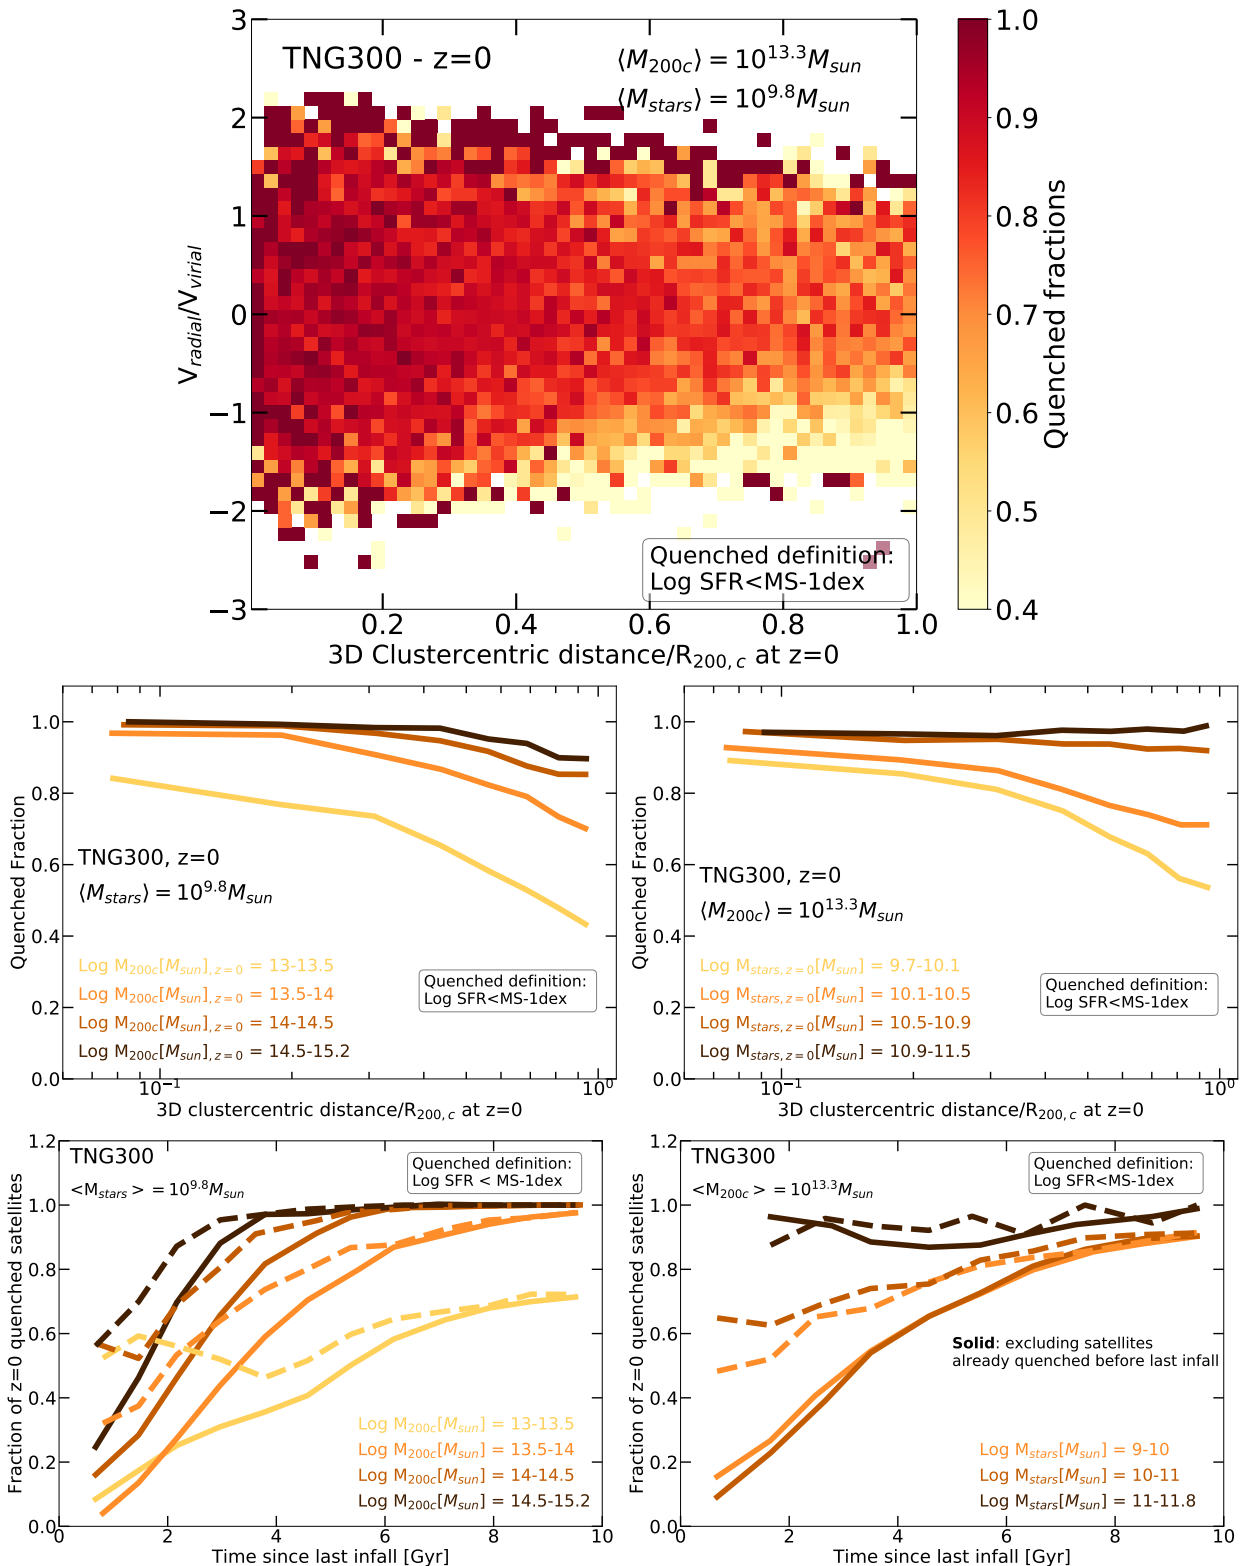 TNG300 - z=0
⟨M200c⟩ = 10^13.3 Msun
⟨Mstars⟩ = 10^9.8 Msun
3
2
1
0
−1
−2
−3
Vradial/Vvirial
Quenched definition:
Log SFR<MS-1dex
0.2 0.4 0.6 0.8 1.0
3D Clustercentric distance/R200,c at z=0
1.0
0.9
0.8
0.7
0.6
0.5
0.4
Quenched fractions
1.0
0.8
0.6
0.4
0.2
0.0
Quenched Fraction
TNG300, z=0
⟨Mstars⟩ = 10^9.8 Msun
Log M200c[Msun],z=0 = 13-13.5
Log M200c[Msun],z=0 = 13.5-14
Log M200c[Msun],z=0 = 14-14.5
Log M200c[Msun],z=0 = 14.5-15.2
Quenched definition:
Log SFR<MS-1dex
10^−1 10^0
3D clustercentric distance/R200,c at z=0
1.0
0.8
0.6
0.4
0.2
0.0
Quenched Fraction
TNG300, z=0
⟨M200c⟩ = 10^13.3 Msun
Log Mstars,z=0[Msun] = 9.7-10.1
Log Mstars,z=0[Msun] = 10.1-10.5
Log Mstars,z=0[Msun] = 10.5-10.9
Log Mstars,z=0[Msun] = 10.9-11.5
Quenched definition:
Log SFR<MS-1dex
10^−1 10^0
3D clustercentric distance/R200,c at z=0
1.2
1.0
0.8
0.6
0.4
0.2
0.0
Fraction of z=0 quenched satellites
TNG300
<Mstars> = 10^9.8 Msun
Quenched definition:
Log SFR < MS-1dex
Log M200c[Msun] = 13-13.5
Log M200c[Msun] = 13.5-14
Log M200c[Msun] = 14-14.5
Log M200c[Msun] = 14.5-15.2
0 2 4 6 8 10
Time since last infall [Gyr]
1.2
1.0
0.8
0.6
0.4
0.2
0.0
Fraction of z=0 quenched satellites
TNG300
<M200c> = 10^13.3 Msun
Quenched definition:
Log SFR<MS-1dex
Solid: excluding satellites
already quenched before last infall
Log Mstars[Msun] = 9-10
Log Mstars[Msun] = 10-11
Log Mstars[Msun] = 11-11.8
0 2 4 6 8 10
Time since last infall [Gyr]